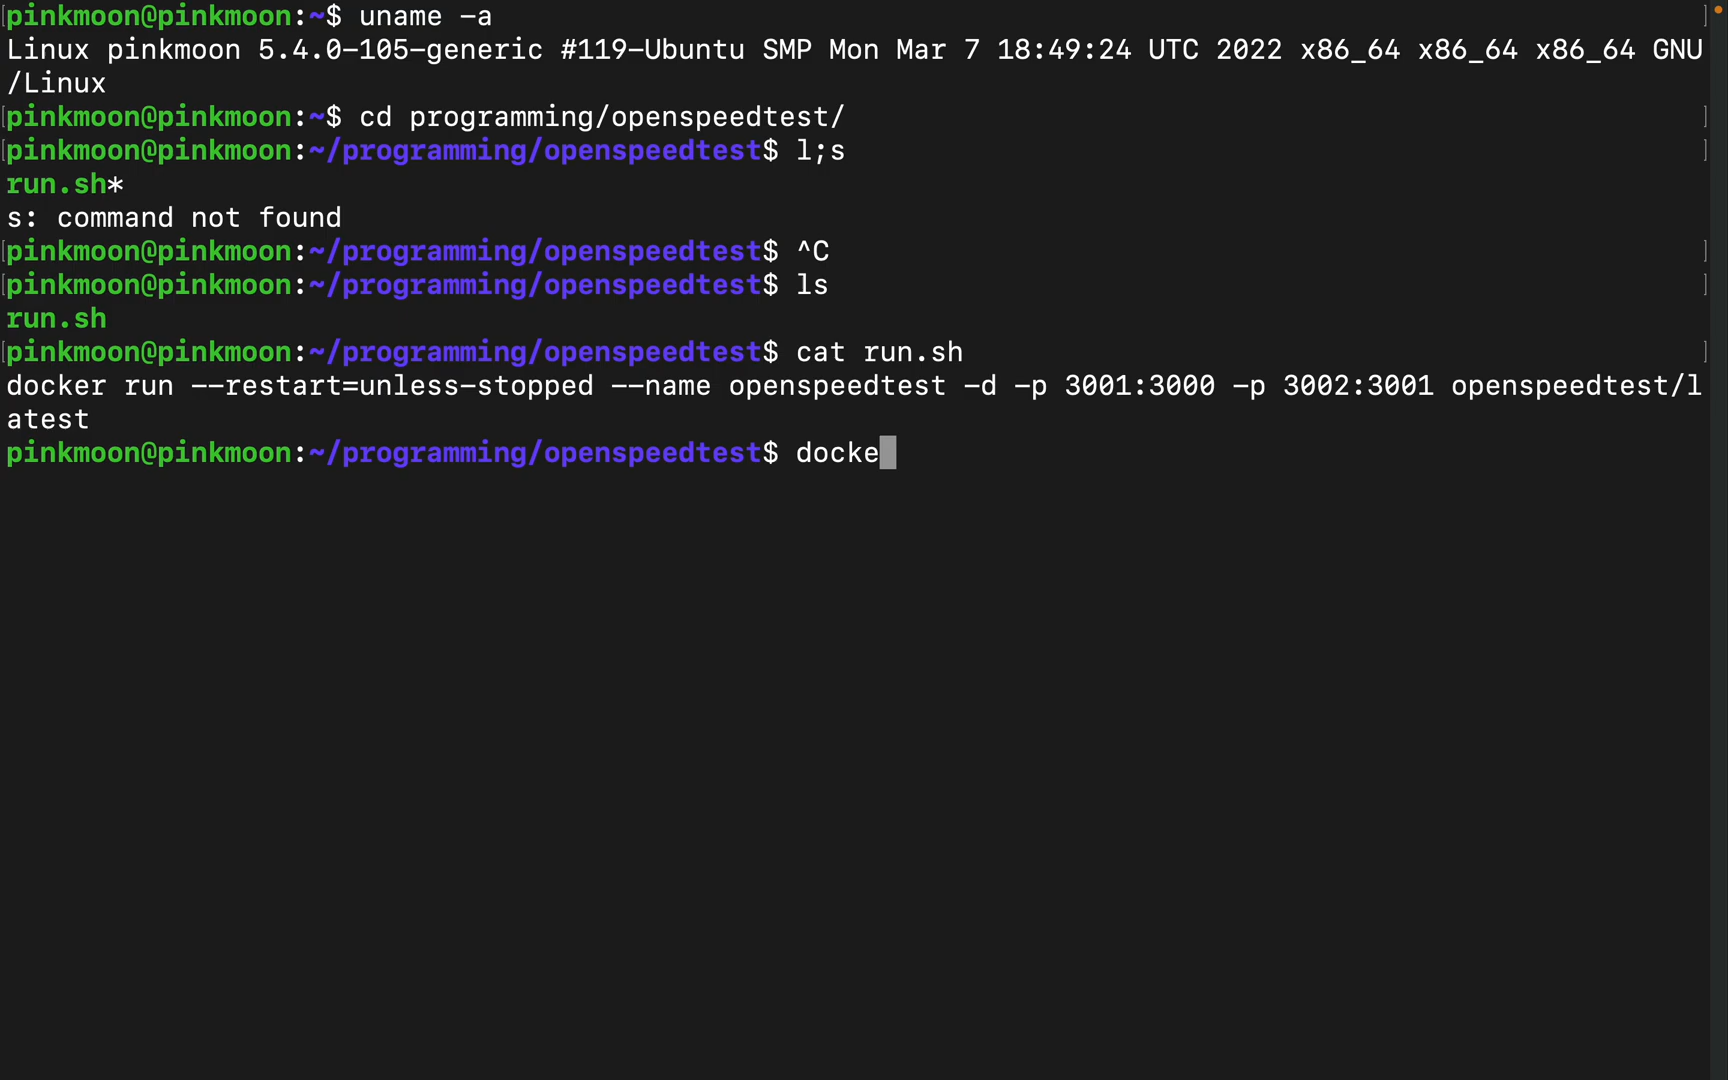 pinkmoon@pinkmoon:~$ uname -a
Linux pinkmoon 5.4.0-105-generic #119-Ubuntu SMP Mon Mar 7 18:49:24 UTC 2022 x86_64 x86_64 x86_64 GNU
/Linux
pinkmoon@pinkmoon:~$ cd programming/openspeedtest/
pinkmoon@pinkmoon:~/programming/openspeedtest$ l;s
run.sh*
s: command not found
pinkmoon@pinkmoon:~/programming/openspeedtest$ ^C
pinkmoon@pinkmoon:~/programming/openspeedtest$ ls
run.sh
pinkmoon@pinkmoon:~/programming/openspeedtest$ cat run.sh
docker run --restart=unless-stopped --name openspeedtest -d -p 3001:3000 -p 3002:3001 openspeedtest/l
atest
pinkmoon@pinkmoon:~/programming/openspeedtest$ docke